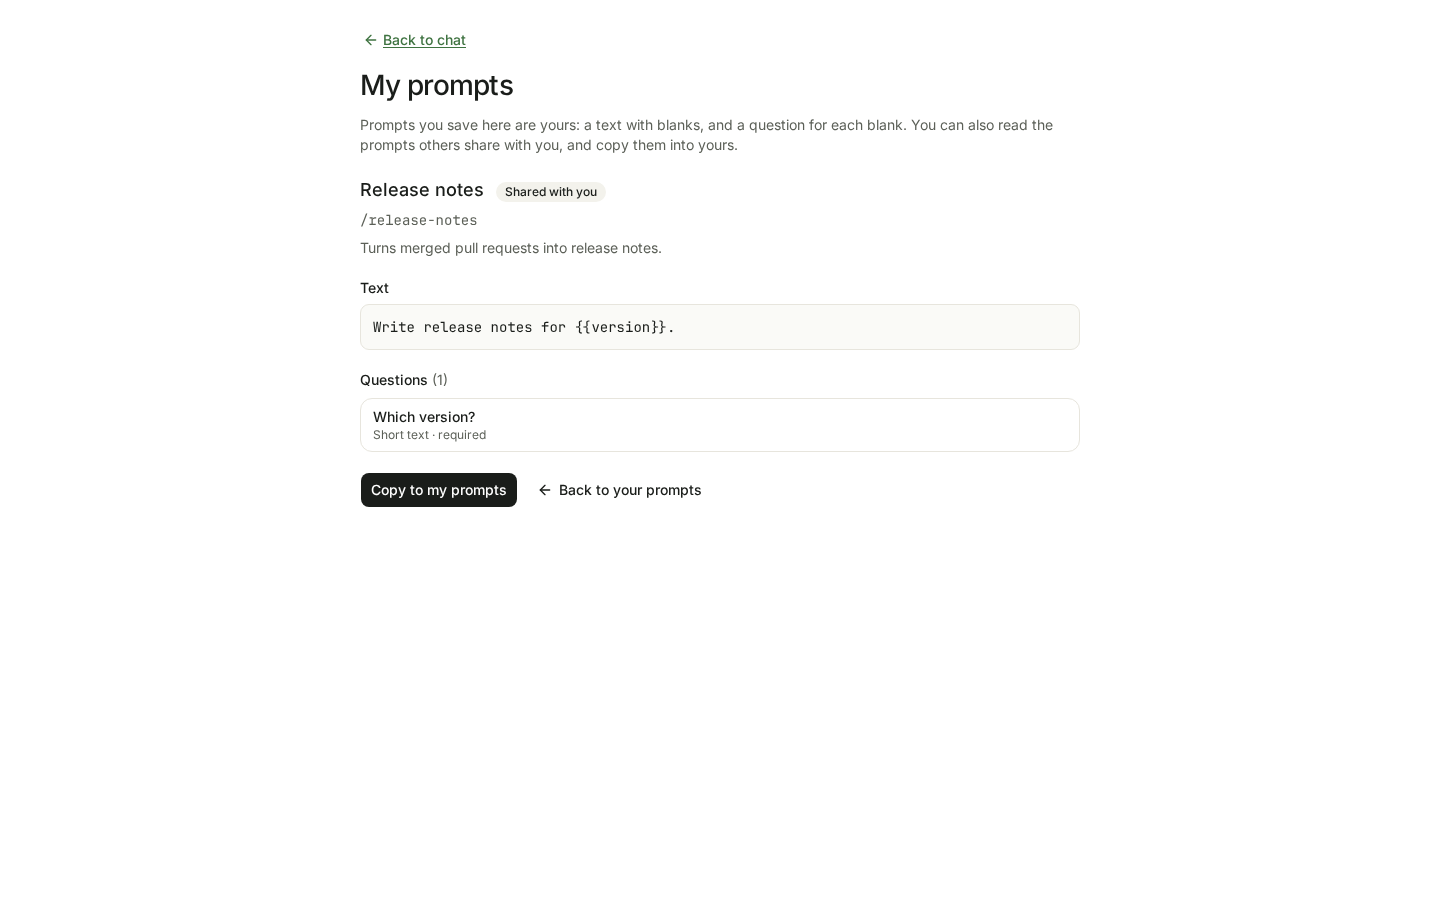 Back to chat
My prompts
Prompts you save here are yours: a text with blanks, and a question for each blank. You can also read the
prompts others share with you, and copy them into yours.
Release notes Shared with you
/release-notes
Turns merged pull requests into release notes.
Text
Write release notes for {{version}}.
Questions (1)
Which version?
Short text · required
Copy to my prompts Back to your prompts